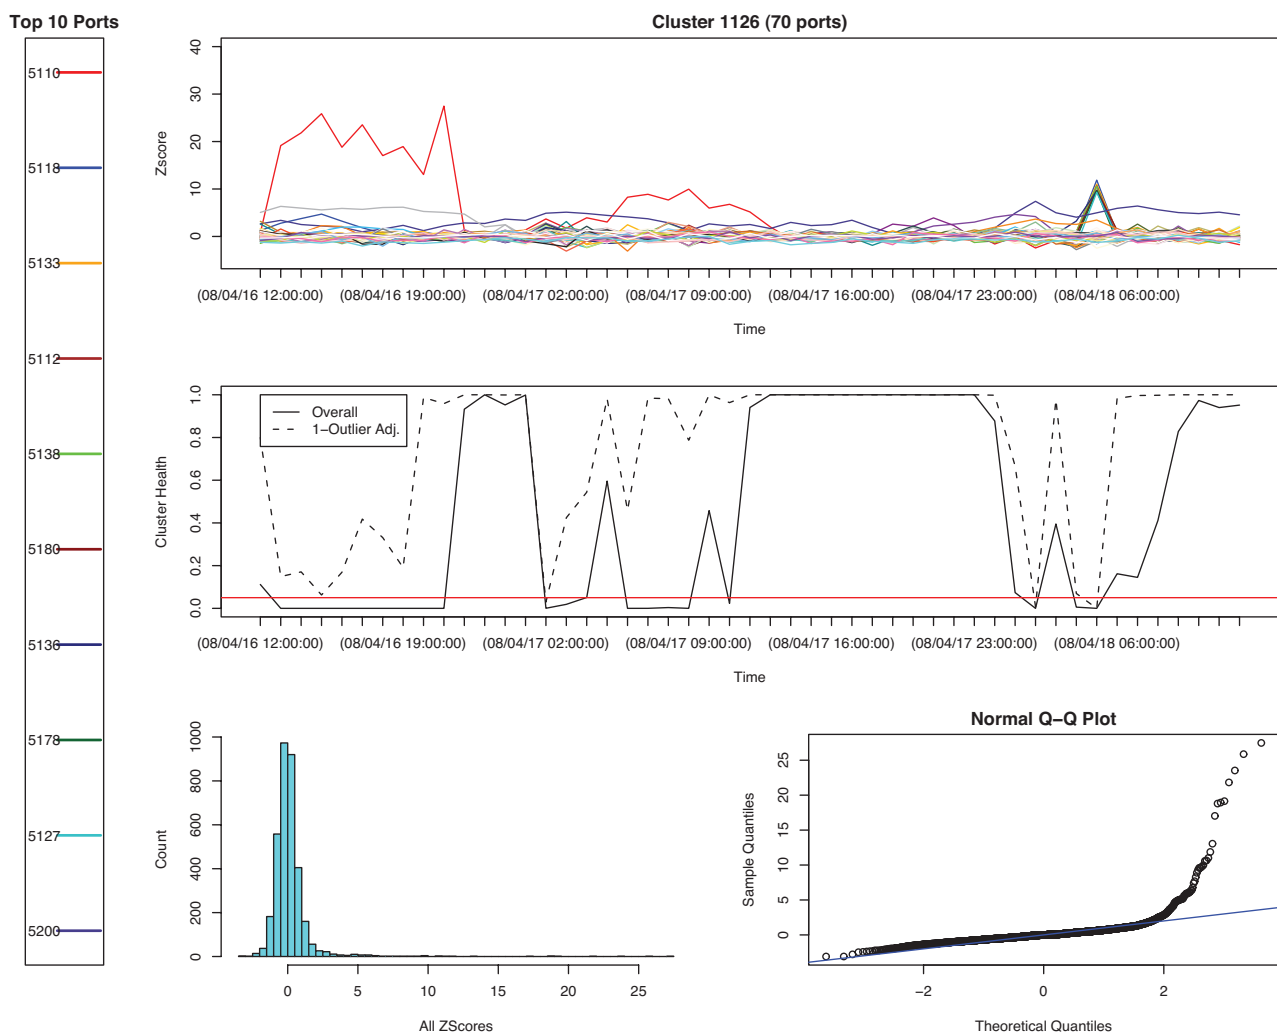 Top 10 Ports
5110
5118
5133
5112
5138
5180
5136
5178
5127
5200
Cluster 1126 (70 ports)
Zscore
40
30
20
10
0
(08/04/16 12:00:00) (08/04/16 19:00:00) (08/04/17 02:00:00) (08/04/17 09:00:00) (08/04/17 16:00:00) (08/04/17 23:00:00) (08/04/18 06:00:00)
Time
Cluster Health
1.0
0.8
0.6
0.4
0.2
0.0
Overall
1−Outlier Adj.
(08/04/16 12:00:00) (08/04/16 19:00:00) (08/04/17 02:00:00) (08/04/17 09:00:00) (08/04/17 16:00:00) (08/04/17 23:00:00) (08/04/18 06:00:00)
Time
Count
1000
800
600
400
200
0
0 5 10 15 20 25
All ZScores
Normal Q−Q Plot
Sample Quantiles
25
20
15
10
5
0
−2 0 2
Theoretical Quantiles